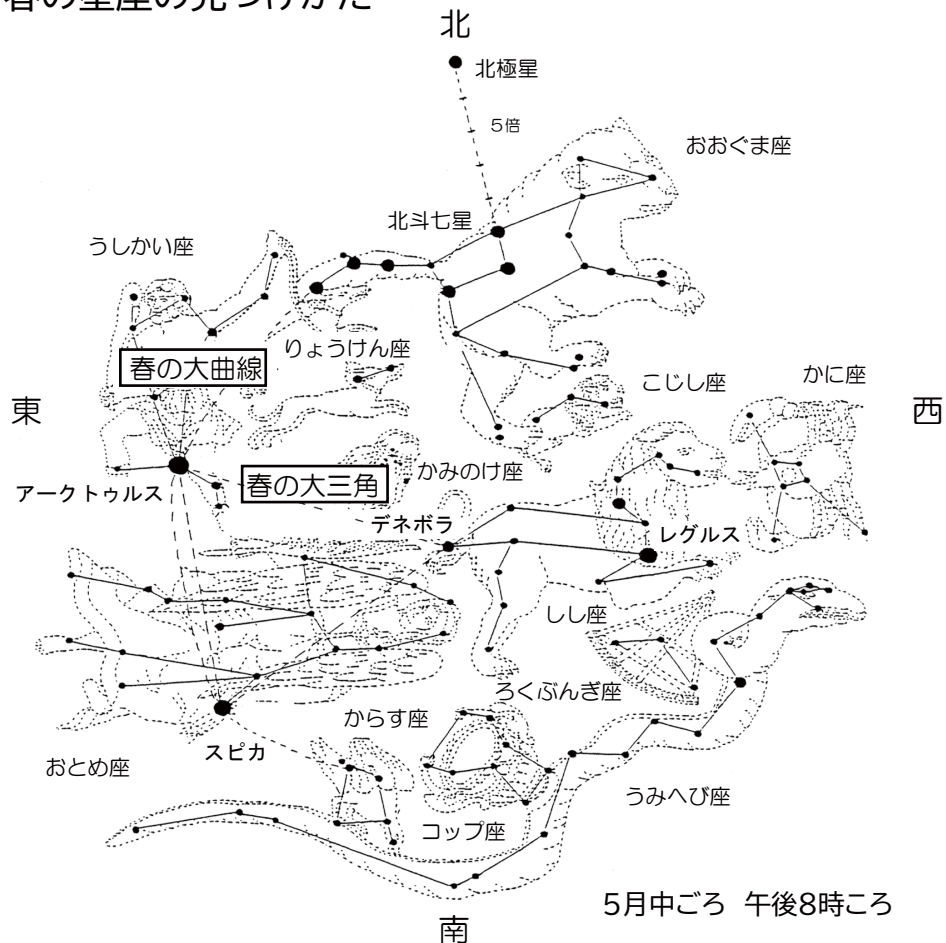 春の星座の見つけかた
北
北極星
5倍
おおぐま座
北斗七星
うしかい座
りょうけん座
春の大曲線
こじし座
かに座
東
西
かみのけ座
春の大三角
アークトゥルス
デネボラ
レグルス
しし座
ろくぶんぎ座
からす座
スピカ
おとめ座
うみへび座
コップ座
5月中ごろ 午後8時ころ
南